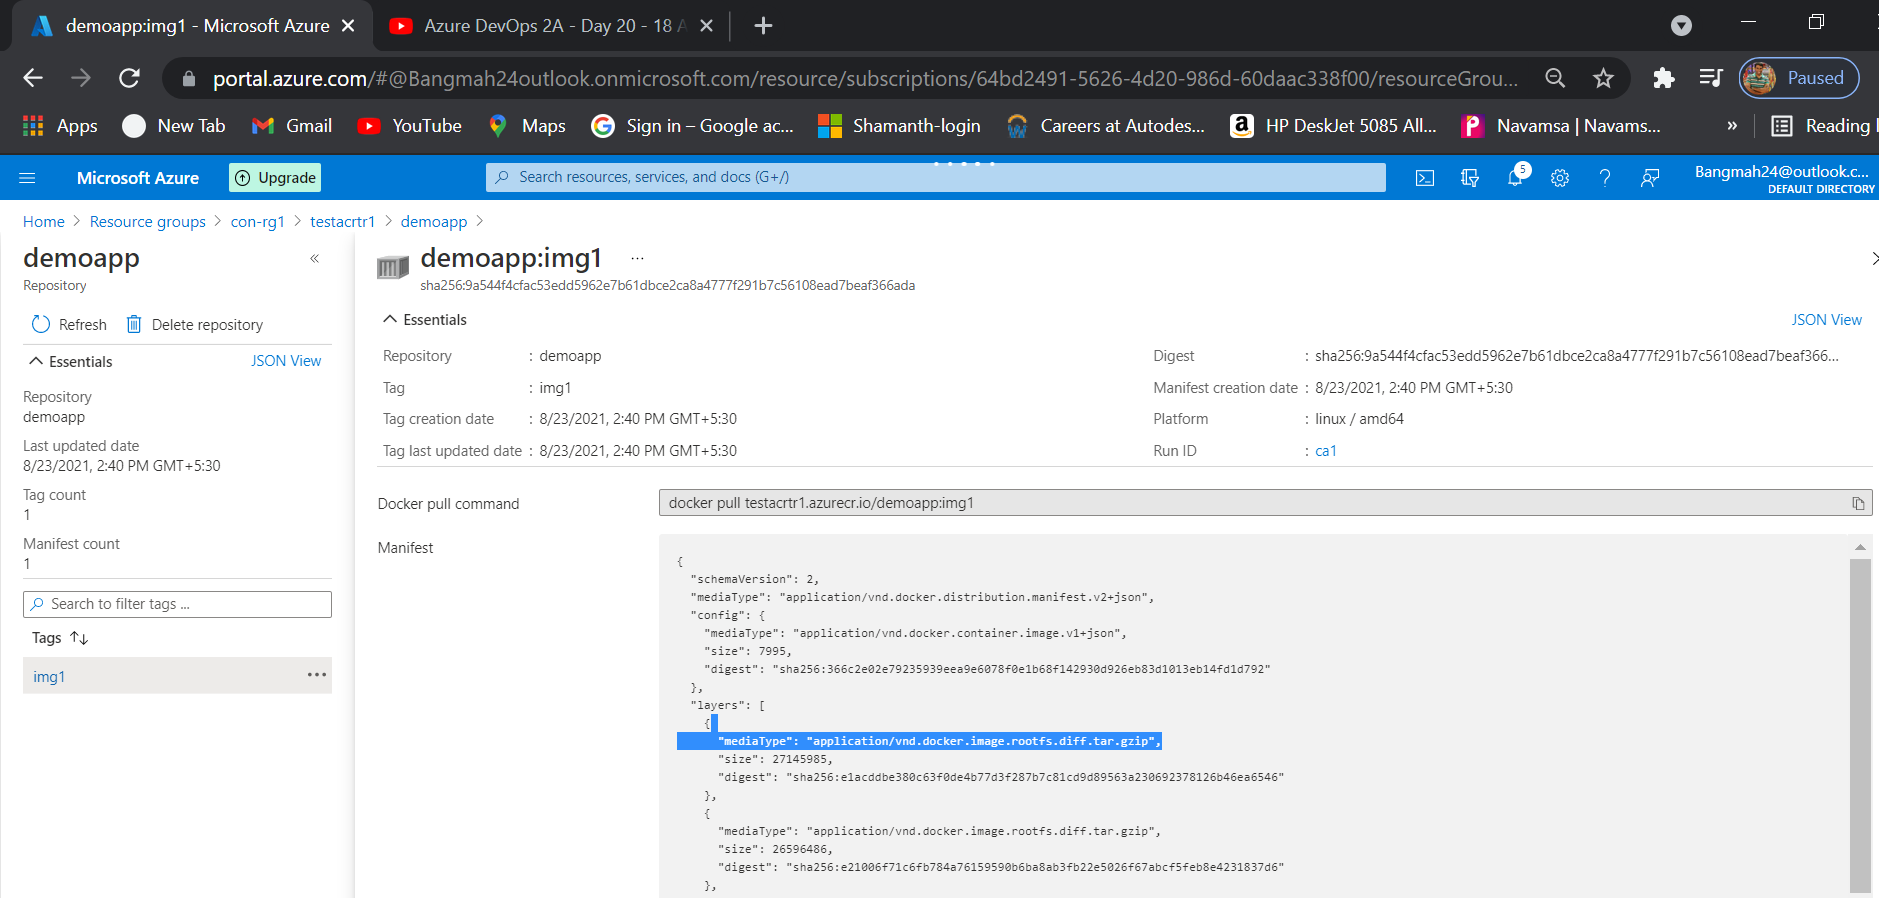 demoapp:img1 - Microsoft Azure
Azure DevOps 2A - Day 20 - 18 A
portal.azure.com/#@Bangmah24outlook.onmicrosoft.com/resource/subscriptions/64bd2491-5626-4d20-986d-60daac338f00/resourceGrou...
Paused
Apps
New Tab
Gmail
YouTube
Maps
Sign in – Google ac...
Shamanth-login
Careers at Autodes...
HP DeskJet 5085 All...
Navamsa | Navams...
»
Reading
Microsoft Azure
Upgrade
Search resources, services, and docs (G+/)
5
Bangmah24@outlook.c...
DEFAULT DIRECTORY
Home > Resource groups > con-rg1 > testacrtr1 > demoapp >
demoapp
Repository
Refresh
Delete repository
Essentials
JSON View
Repository
demoapp
Last updated date
8/23/2021, 2:40 PM GMT+5:30
Tag count
1
Manifest count
1
Search to filter tags ...
Tags
img1
demoapp:img1
...
sha256:9a544f4cfac53edd5962e7b61dbce2ca8a4777f291b7c56108ead7beaf366ada
Essentials
JSON View
Repository : demoapp
Tag : img1
Tag creation date : 8/23/2021, 2:40 PM GMT+5:30
Tag last updated date : 8/23/2021, 2:40 PM GMT+5:30
Digest : sha256:9a544f4cfac53edd5962e7b61dbce2ca8a4777f291b7c56108ead7beaf366...
Manifest creation date : 8/23/2021, 2:40 PM GMT+5:30
Platform : linux / amd64
Run ID : ca1
Docker pull command
docker pull testacrtr1.azurecr.io/demoapp:img1
Manifest
{
"schemaVersion": 2,
"mediaType": "application/vnd.docker.distribution.manifest.v2+json",
"config": {
"mediaType": "application/vnd.docker.container.image.v1+json",
"size": 7995,
"digest": "sha256:366c2e02e79235939eea9e6078f0e1b68f142930d926eb83d1013eb14fd1d792"
},
"layers": [
{
"mediaType": "application/vnd.docker.image.rootfs.diff.tar.gzip",
"size": 27145985,
"digest": "sha256:e1acddbe380c63f0de4b77d3f287b7c81cd9d89563a230692378126b46ea6546"
},
{
"mediaType": "application/vnd.docker.image.rootfs.diff.tar.gzip",
"size": 26596486,
"digest": "sha256:e21006f71c6fb784a76159590b6ba8ab3fb22e5026f67abcf5feb8e4231837d6"
},